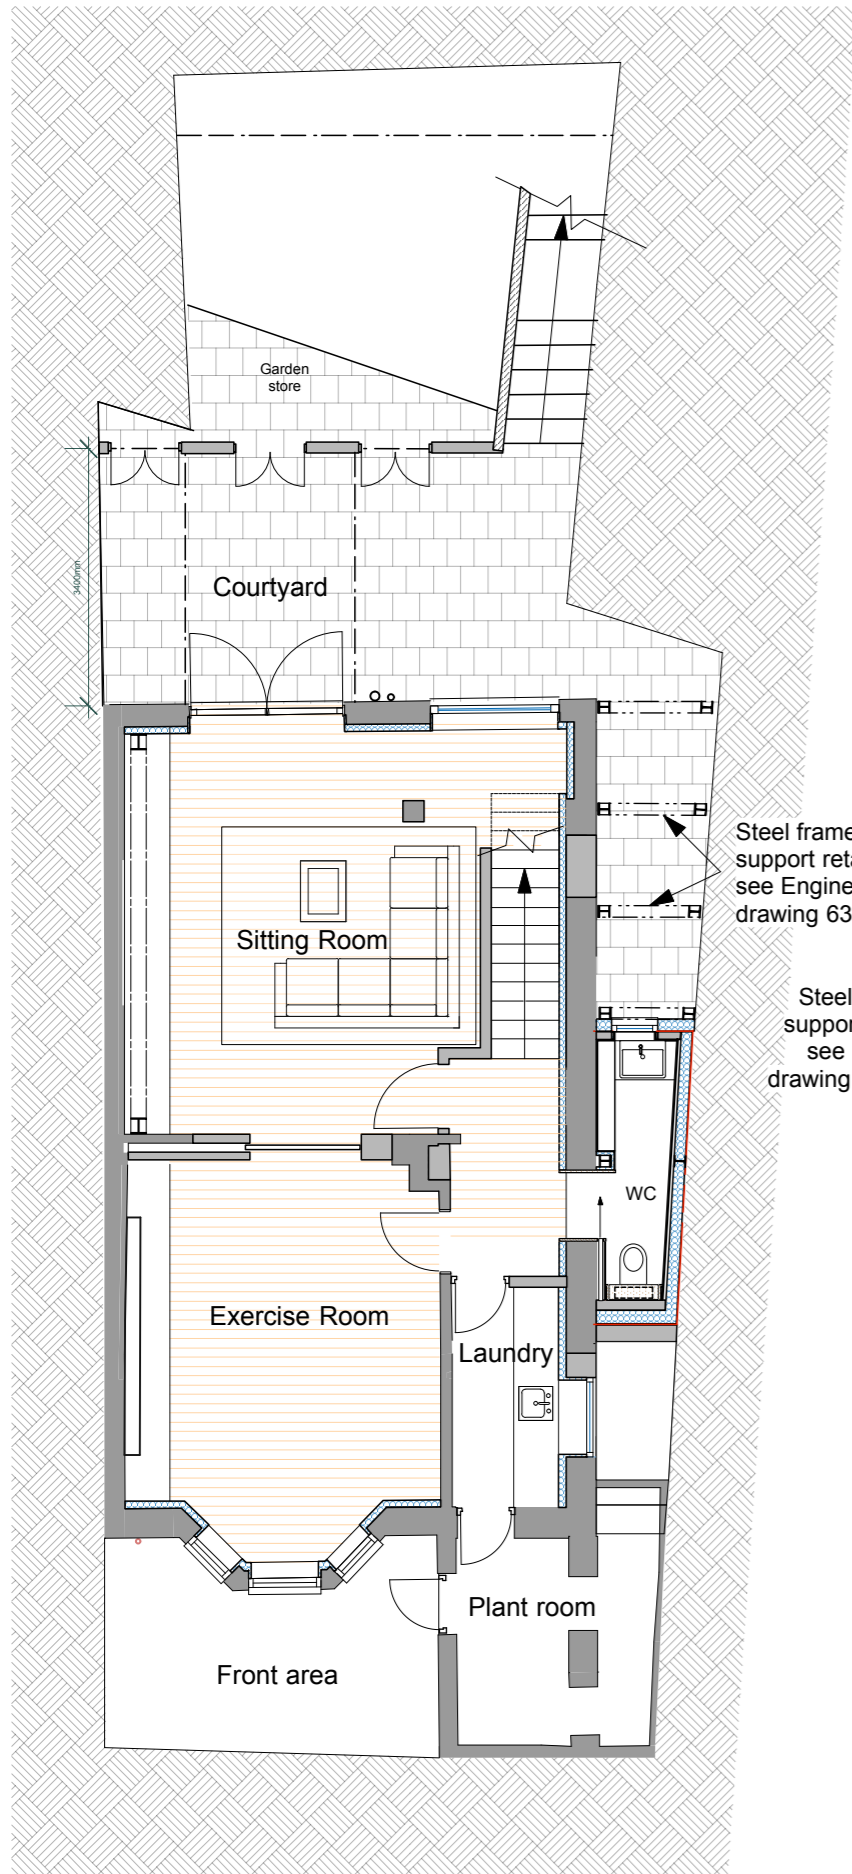 Garden
store
3400mm
Courtyard
Steel frame
support reta
see Engine
drawing 63
Sitting Room
Steel
suppor
see
drawing
WC
Exercise Room
Laundry
Plant room
Front area